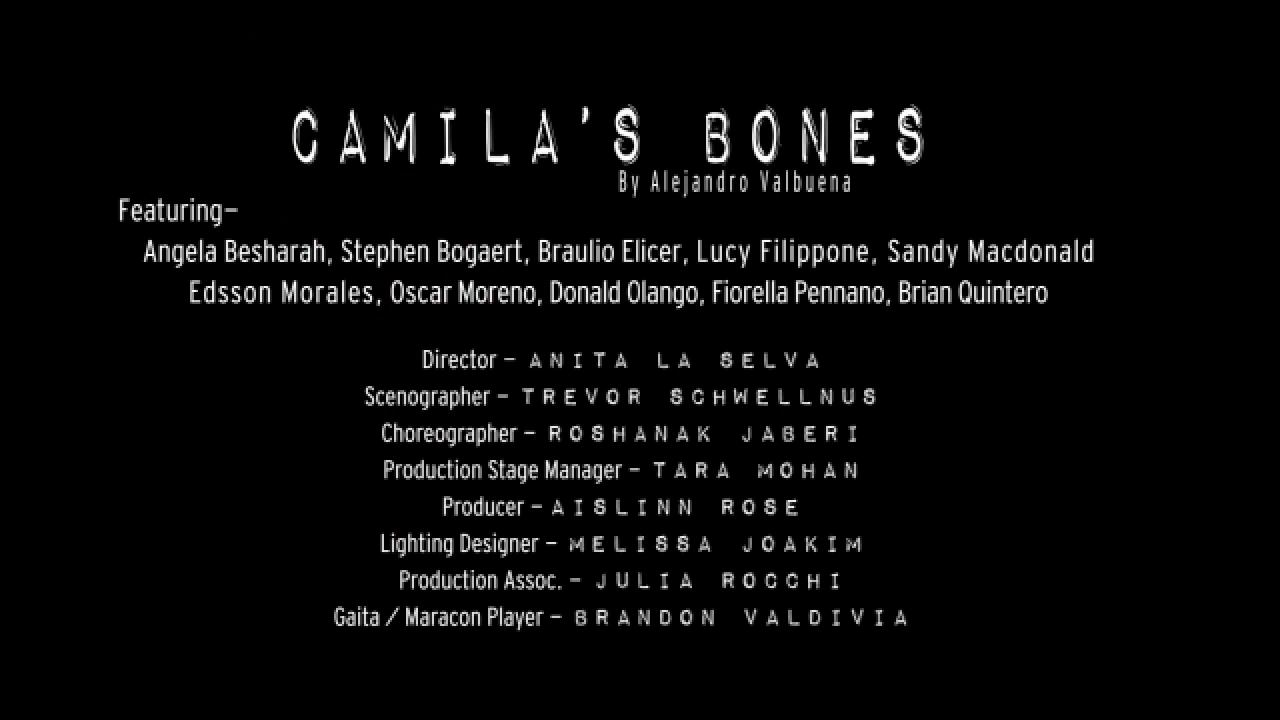 CAMILA'S BONES
By Alejandro Valbuena
Featuring–
Angela Besharah, Stephen Bogaert, Braulio Elicer, Lucy Filippone, Sandy Macdonald
Edsson Morales, Oscar Moreno, Donald Olango, Fiorella Pennano, Brian Quintero
Director – ANITA LA SELVA
Scenographer – TREVOR SCHWELLNUS
Choreographer – ROSHANAK JABERI
Production Stage Manager – TARA MOHAN
Producer – AISLINN ROSE
Lighting Designer – MELISSA JOAKIM
Production Assoc. – JULIA ROCCHI
Gaita / Maracon Player – BRANDON VALDIVIA